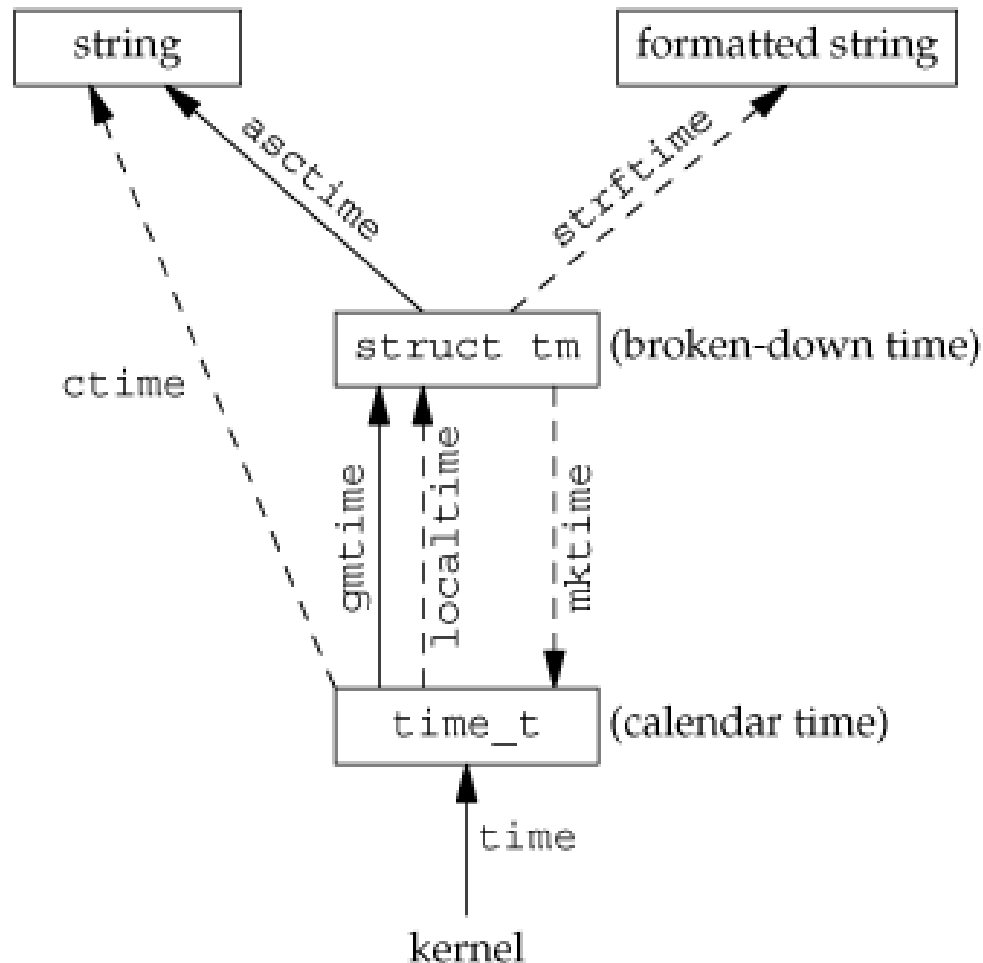 string
formatted string
asctime
strftime
struct tm (broken-down time)
ctime
gmtime
localtime
mktime
time_t (calendar time)
time
kernel